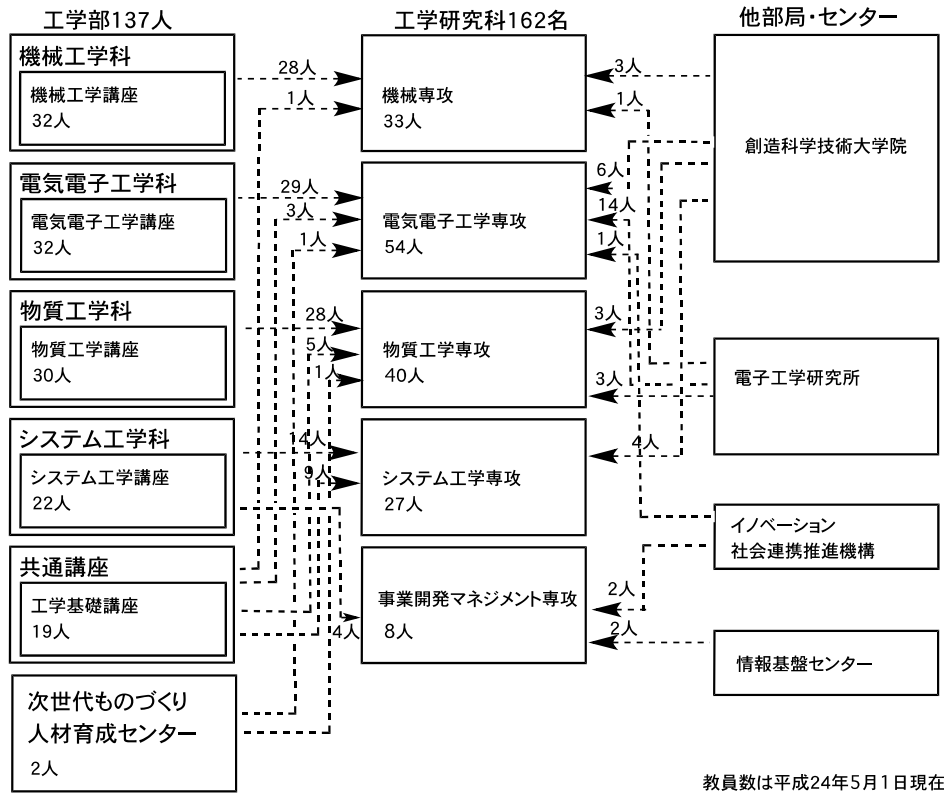 工学部137人
機械工学科
機械工学講座
32人
電気電子工学科
電気電子工学講座
32人
物質工学科
物質工学講座
30人
システム工学科
システム工学講座
22人
共通講座
工学基礎講座
19人
次世代ものづくり
人材育成センター
2人
28人
1人
29人
3人
1人
28人
5人
1人
14人
9人
4人
工学研究科162名
機械専攻
33人
電気電子工学専攻
54人
物質工学専攻
40人
システム工学専攻
27人
事業開発マネジメント専攻
8人
3人
1人
6人
14人
1人
3人
3人
4人
2人
2人
他部局・センター
創造科学技術大学院
電子工学研究所
イノベーション
社会連携推進機構
情報基盤センター
教員数は平成24年5月1日現在